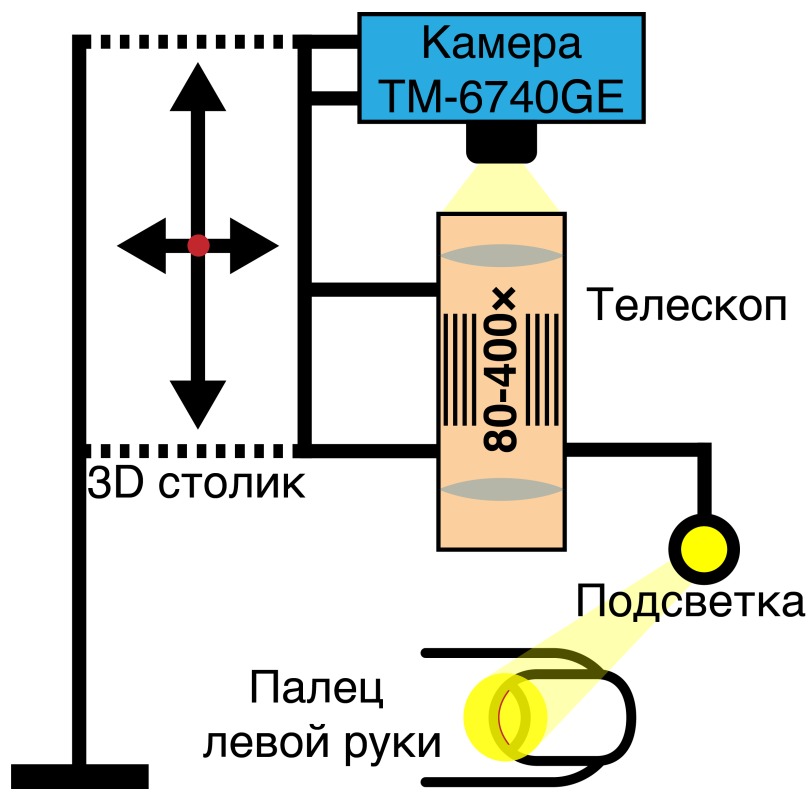 Камера
TM-6740GE
80-400×
Телескоп
3D столик
Подсветка
Палец
левой руки